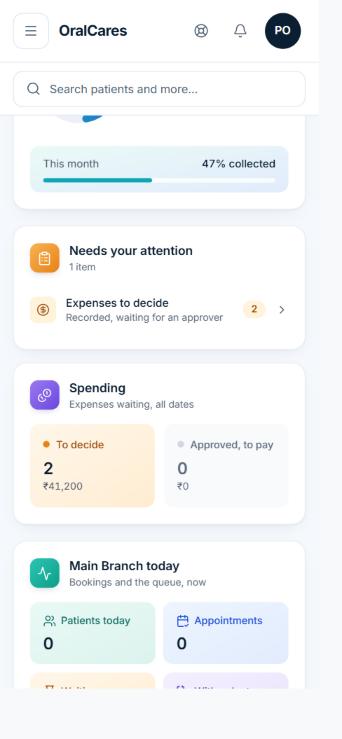 OralCares
PO
Search patients and more...
This month
47% collected
Needs your attention
1 item
Expenses to decide
2
Recorded, waiting for an approver
Spending
Expenses waiting, all dates
To decide
Approved, to pay
2
0
₹41,200
₹0
Main Branch today
Bookings and the queue, now
Patients today
Appointments
0
0